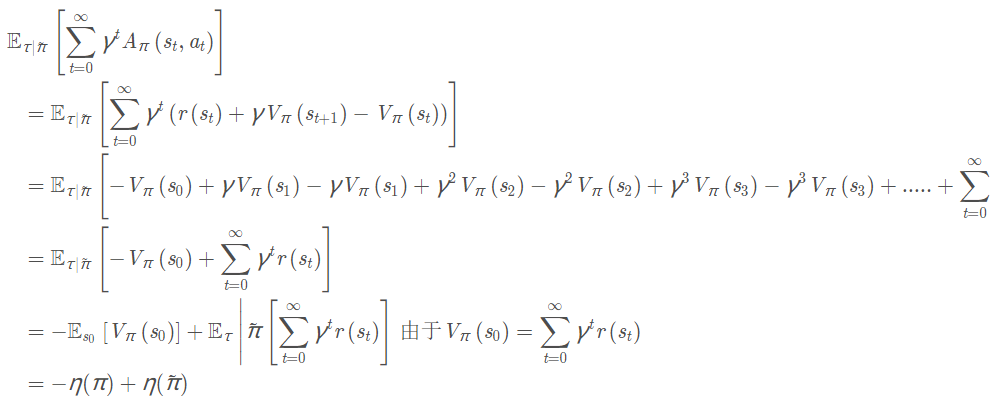 𝔼_{τ|π̃} [ ∑_{t=0}^{∞} γ^t A_π (s_t, a_t) ]
= 𝔼_{τ|π̃} [ ∑_{t=0}^{∞} γ^t (r(s_t) + γV_π (s_{t+1}) − V_π (s_t)) ]
= 𝔼_{τ|π̃} [ −V_π (s_0) + γV_π (s_1) − γV_π (s_1) + γ^2 V_π (s_2) − γ^2 V_π (s_2) + γ^3 V_π (s_3) − γ^3 V_π (s_3) + ..... + ∑_{t=0}^{∞}
= 𝔼_{τ|π̃} [ −V_π (s_0) + ∑_{t=0}^{∞} γ^t r(s_t) ]
= −𝔼_{s_0} [V_π (s_0)] + 𝔼_τ | π̃ [ ∑_{t=0}^{∞} γ^t r(s_t) ] 由于 V_π (s_0) = ∑_{t=0}^{∞} γ^t r(s_t)
= −η(π) + η(π̃)